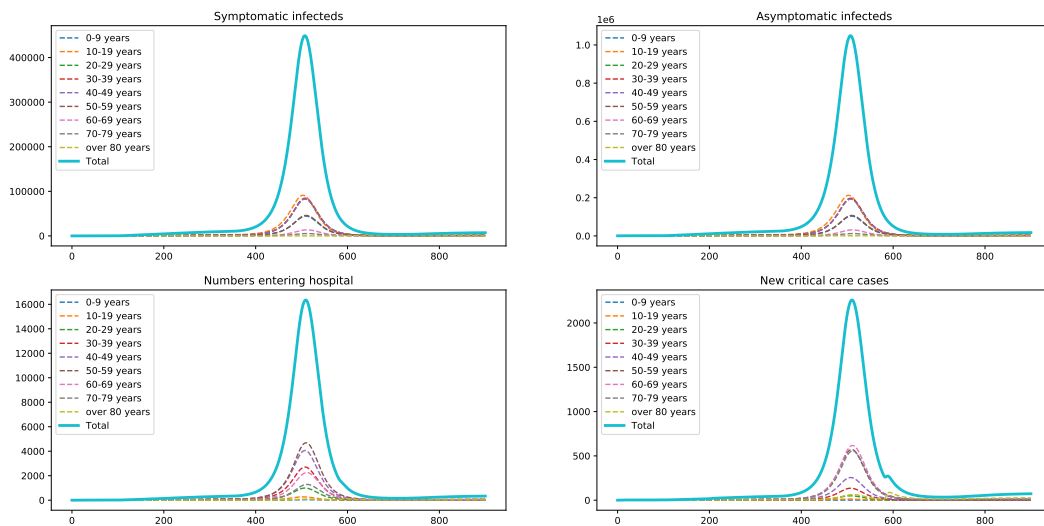 Symptomatic infecteds
400000
300000
200000
100000
0
0-9 years
10-19 years
20-29 years
30-39 years
40-49 years
50-59 years
60-69 years
70-79 years
over 80 years
Total
0 200 400 600 800
Asymptomatic infecteds
1e6
1.0
0.8
0.6
0.4
0.2
0.0
0-9 years
10-19 years
20-29 years
30-39 years
40-49 years
50-59 years
60-69 years
70-79 years
over 80 years
Total
0 200 400 600 800
Numbers entering hospital
16000
14000
12000
10000
8000
6000
4000
2000
0
0-9 years
10-19 years
20-29 years
30-39 years
40-49 years
50-59 years
60-69 years
70-79 years
over 80 years
Total
0 200 400 600 800
New critical care cases
2000
1500
1000
500
0
0-9 years
10-19 years
20-29 years
30-39 years
40-49 years
50-59 years
60-69 years
70-79 years
over 80 years
Total
0 200 400 600 800